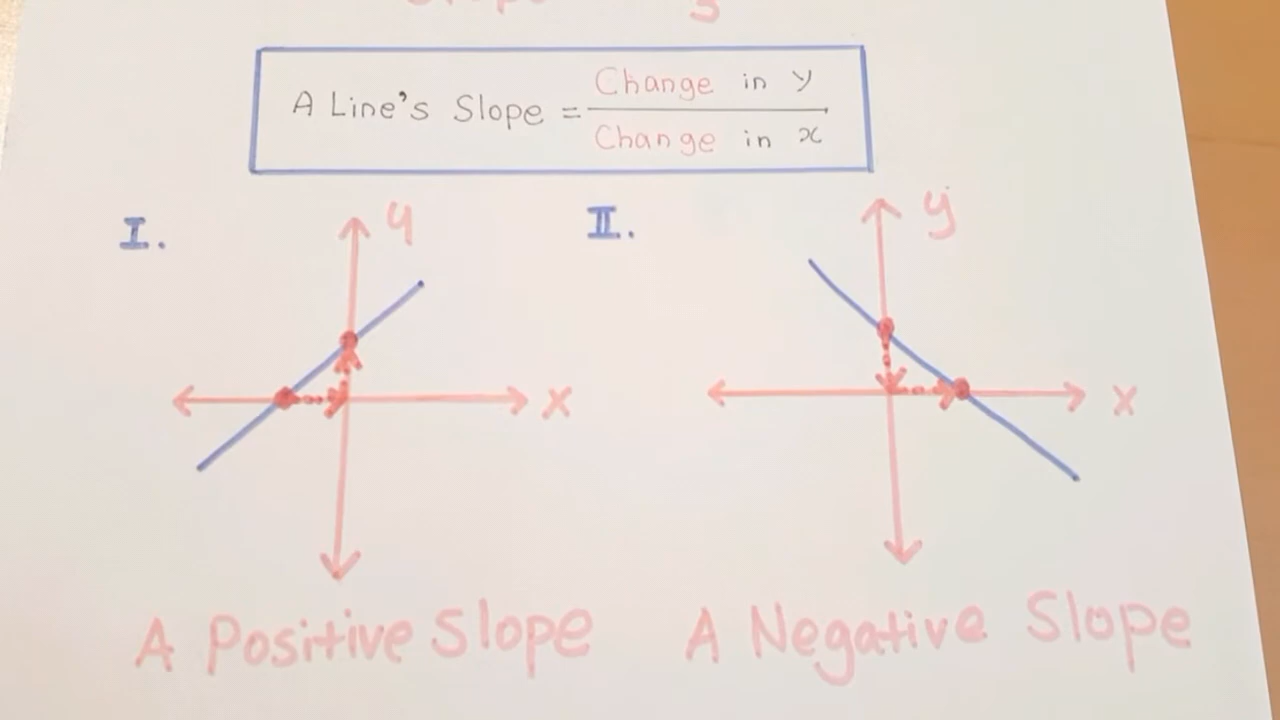 A Line's Slope = Change in y
Change in x
I.
y
II.
y
x
x
A Positive Slope
A Negative Slope